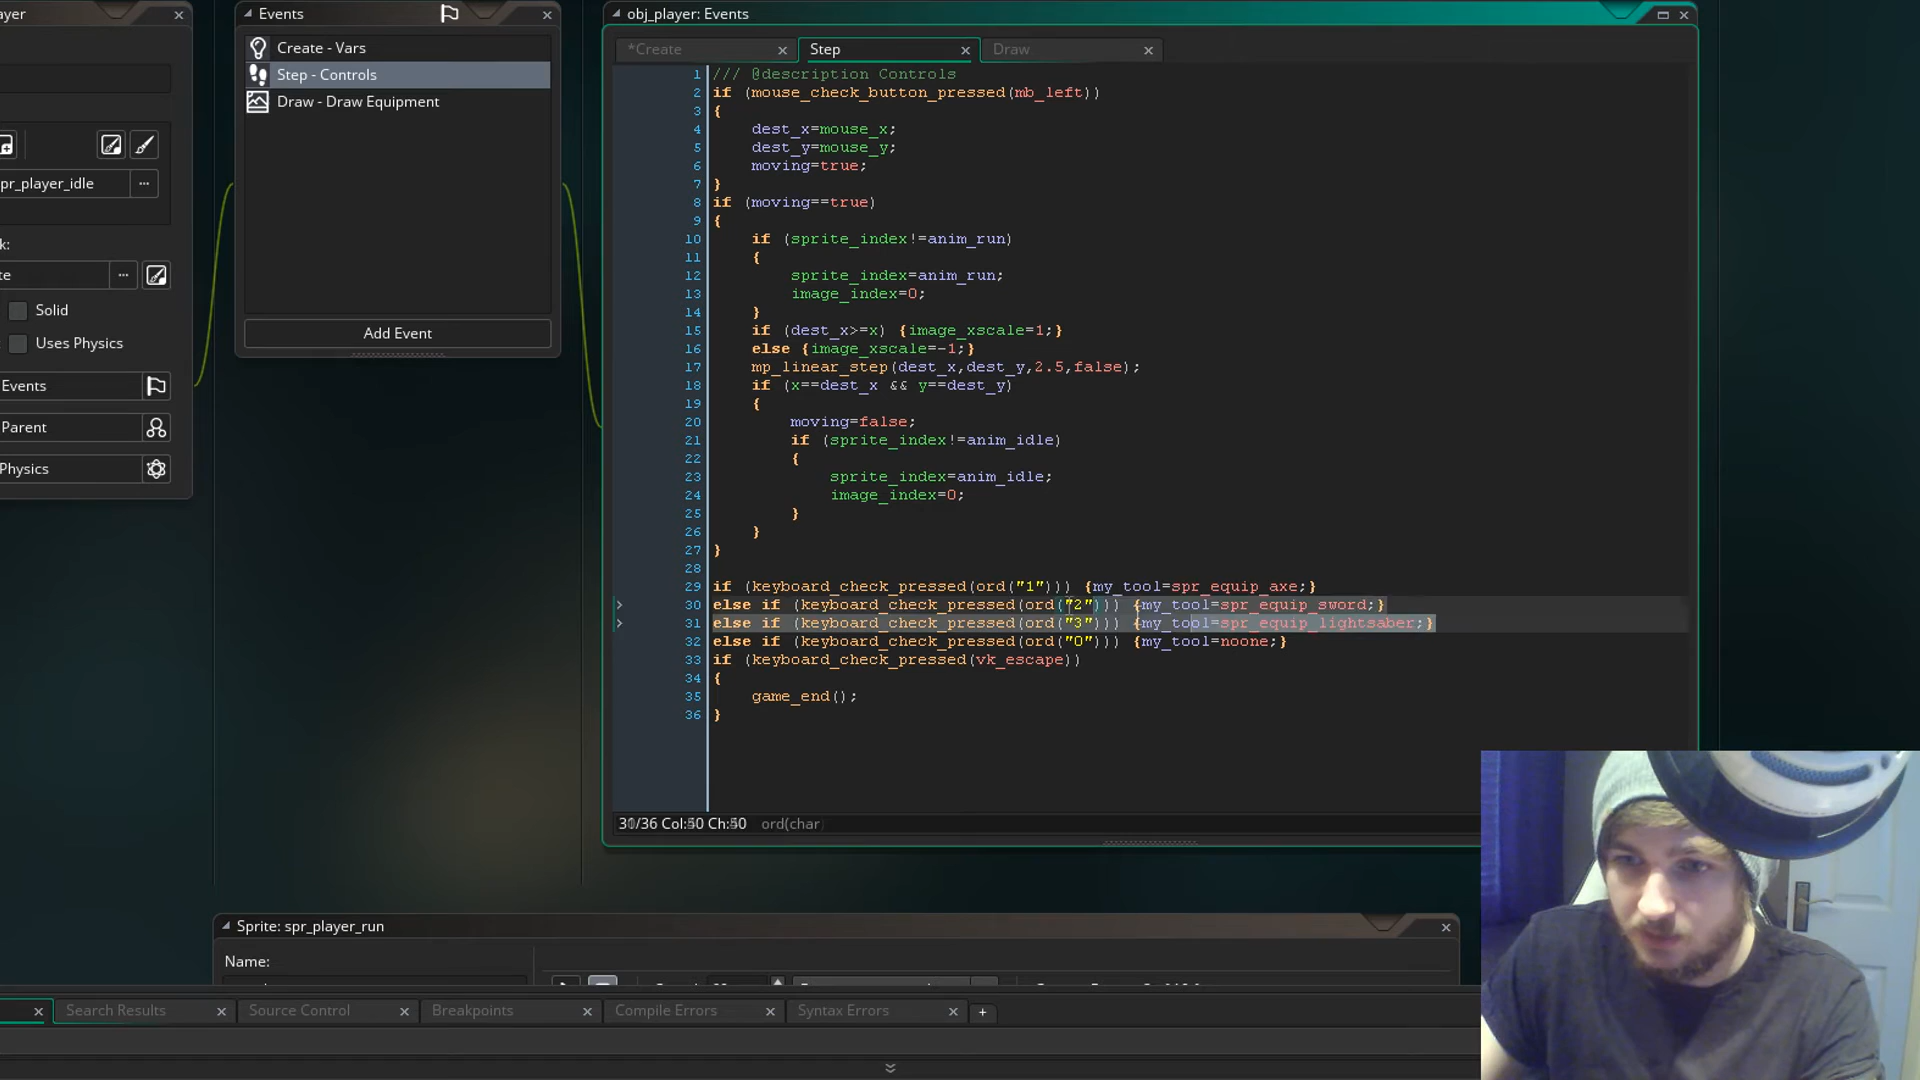 ayer
Events
obj_player: Events
Create - Vars
Step - Controls
Draw - Draw Equipment
Add Event
pr_player_idle
...
k:
te
...
Solid
Uses Physics
Events
Parent
Physics
*Create
Step
Draw
1 /// @description Controls
2 if (mouse_check_button_pressed(mb_left))
3 {
4 dest_x=mouse_x;
5 dest_y=mouse_y;
6 moving=true;
7 }
8 if (moving==true)
9 {
10 if (sprite_index!=anim_run)
11 {
12 sprite_index=anim_run;
13 image_index=0;
14 }
15 if (dest_x>=x) {image_xscale=1;}
16 else {image_xscale=-1;}
17 mp_linear_step(dest_x,dest_y,2.5,false);
18 if (x==dest_x && y==dest_y)
19 {
20 moving=false;
21 if (sprite_index!=anim_idle)
22 {
23 sprite_index=anim_idle;
24 image_index=0;
25 }
26 }
27 }
28
29 if (keyboard_check_pressed(ord("1"))) {my_tool=spr_equip_axe;}
30 else if (keyboard_check_pressed(ord("2"))) {my_tool=spr_equip_sword;}
31 else if (keyboard_check_pressed(ord("3"))) {my_tool=spr_equip_lightsaber;}
32 else if (keyboard_check_pressed(ord("0"))) {my_tool=noone;}
33 if (keyboard_check_pressed(vk_escape))
34 {
35 game_end();
36 }
/36 Col: Ch: ord(char
Sprite: spr_player_run
Name:
Search Results
Source Control
Breakpoints
Compile Errors
Syntax Errors
+